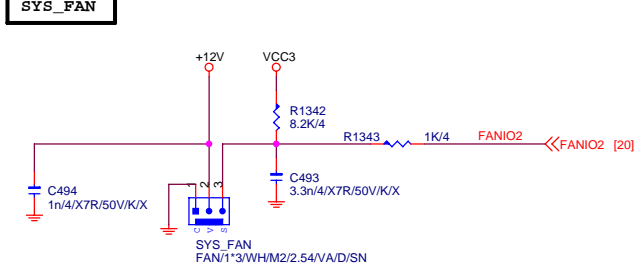 SYS_FAN
+12V VCC3
R1342
8.2K/4
R1343 1K/4 FANIO2
FANIO2 [20]
C494
1n/4/X7R/50V/K/X
C493
3.3n/4/X7R/50V/K/X
1 2 3
C V S
SYS_FAN
FAN/1*3/WH/M2/2.54/VA/D/SN